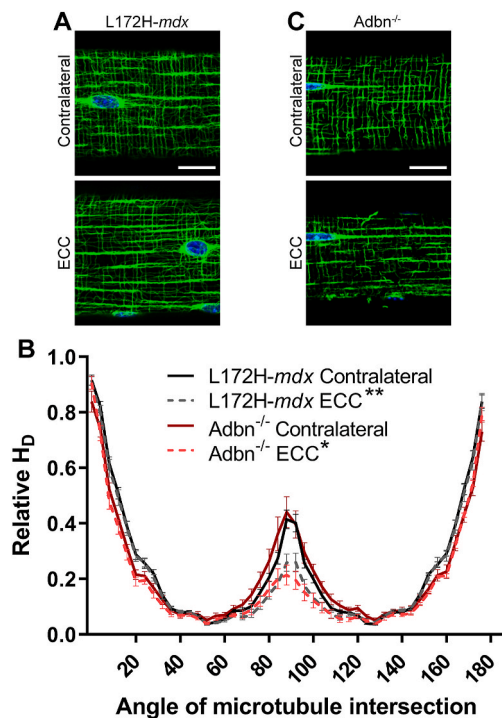 A
L172H-mdx
Contralateral
ECC
C
Adbn-/-
Contralateral
ECC
B
L172H-mdx Contralateral
L172H-mdx ECC**
Adbn-/- Contralateral
Adbn-/- ECC*
Relative HD
1.0
0.8
0.6
0.4
0.2
0.0
20
40
60
80
100
120
140
160
180
Angle of microtubule intersection